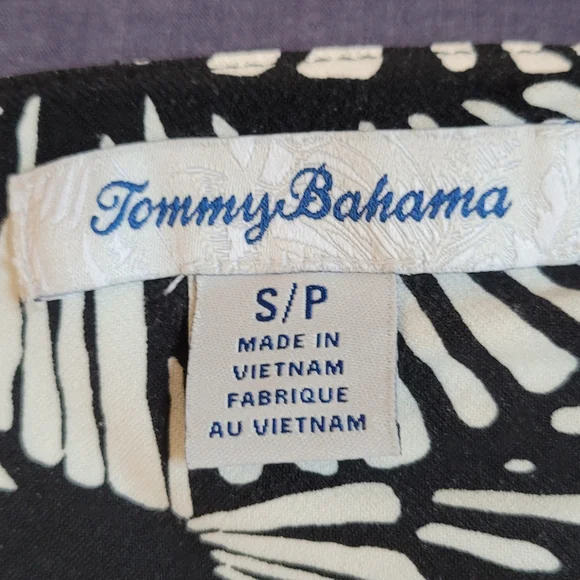 Tommy Bahama
S/P
MADE IN
VIETNAM
FABRIQUE
AU VIETNAM